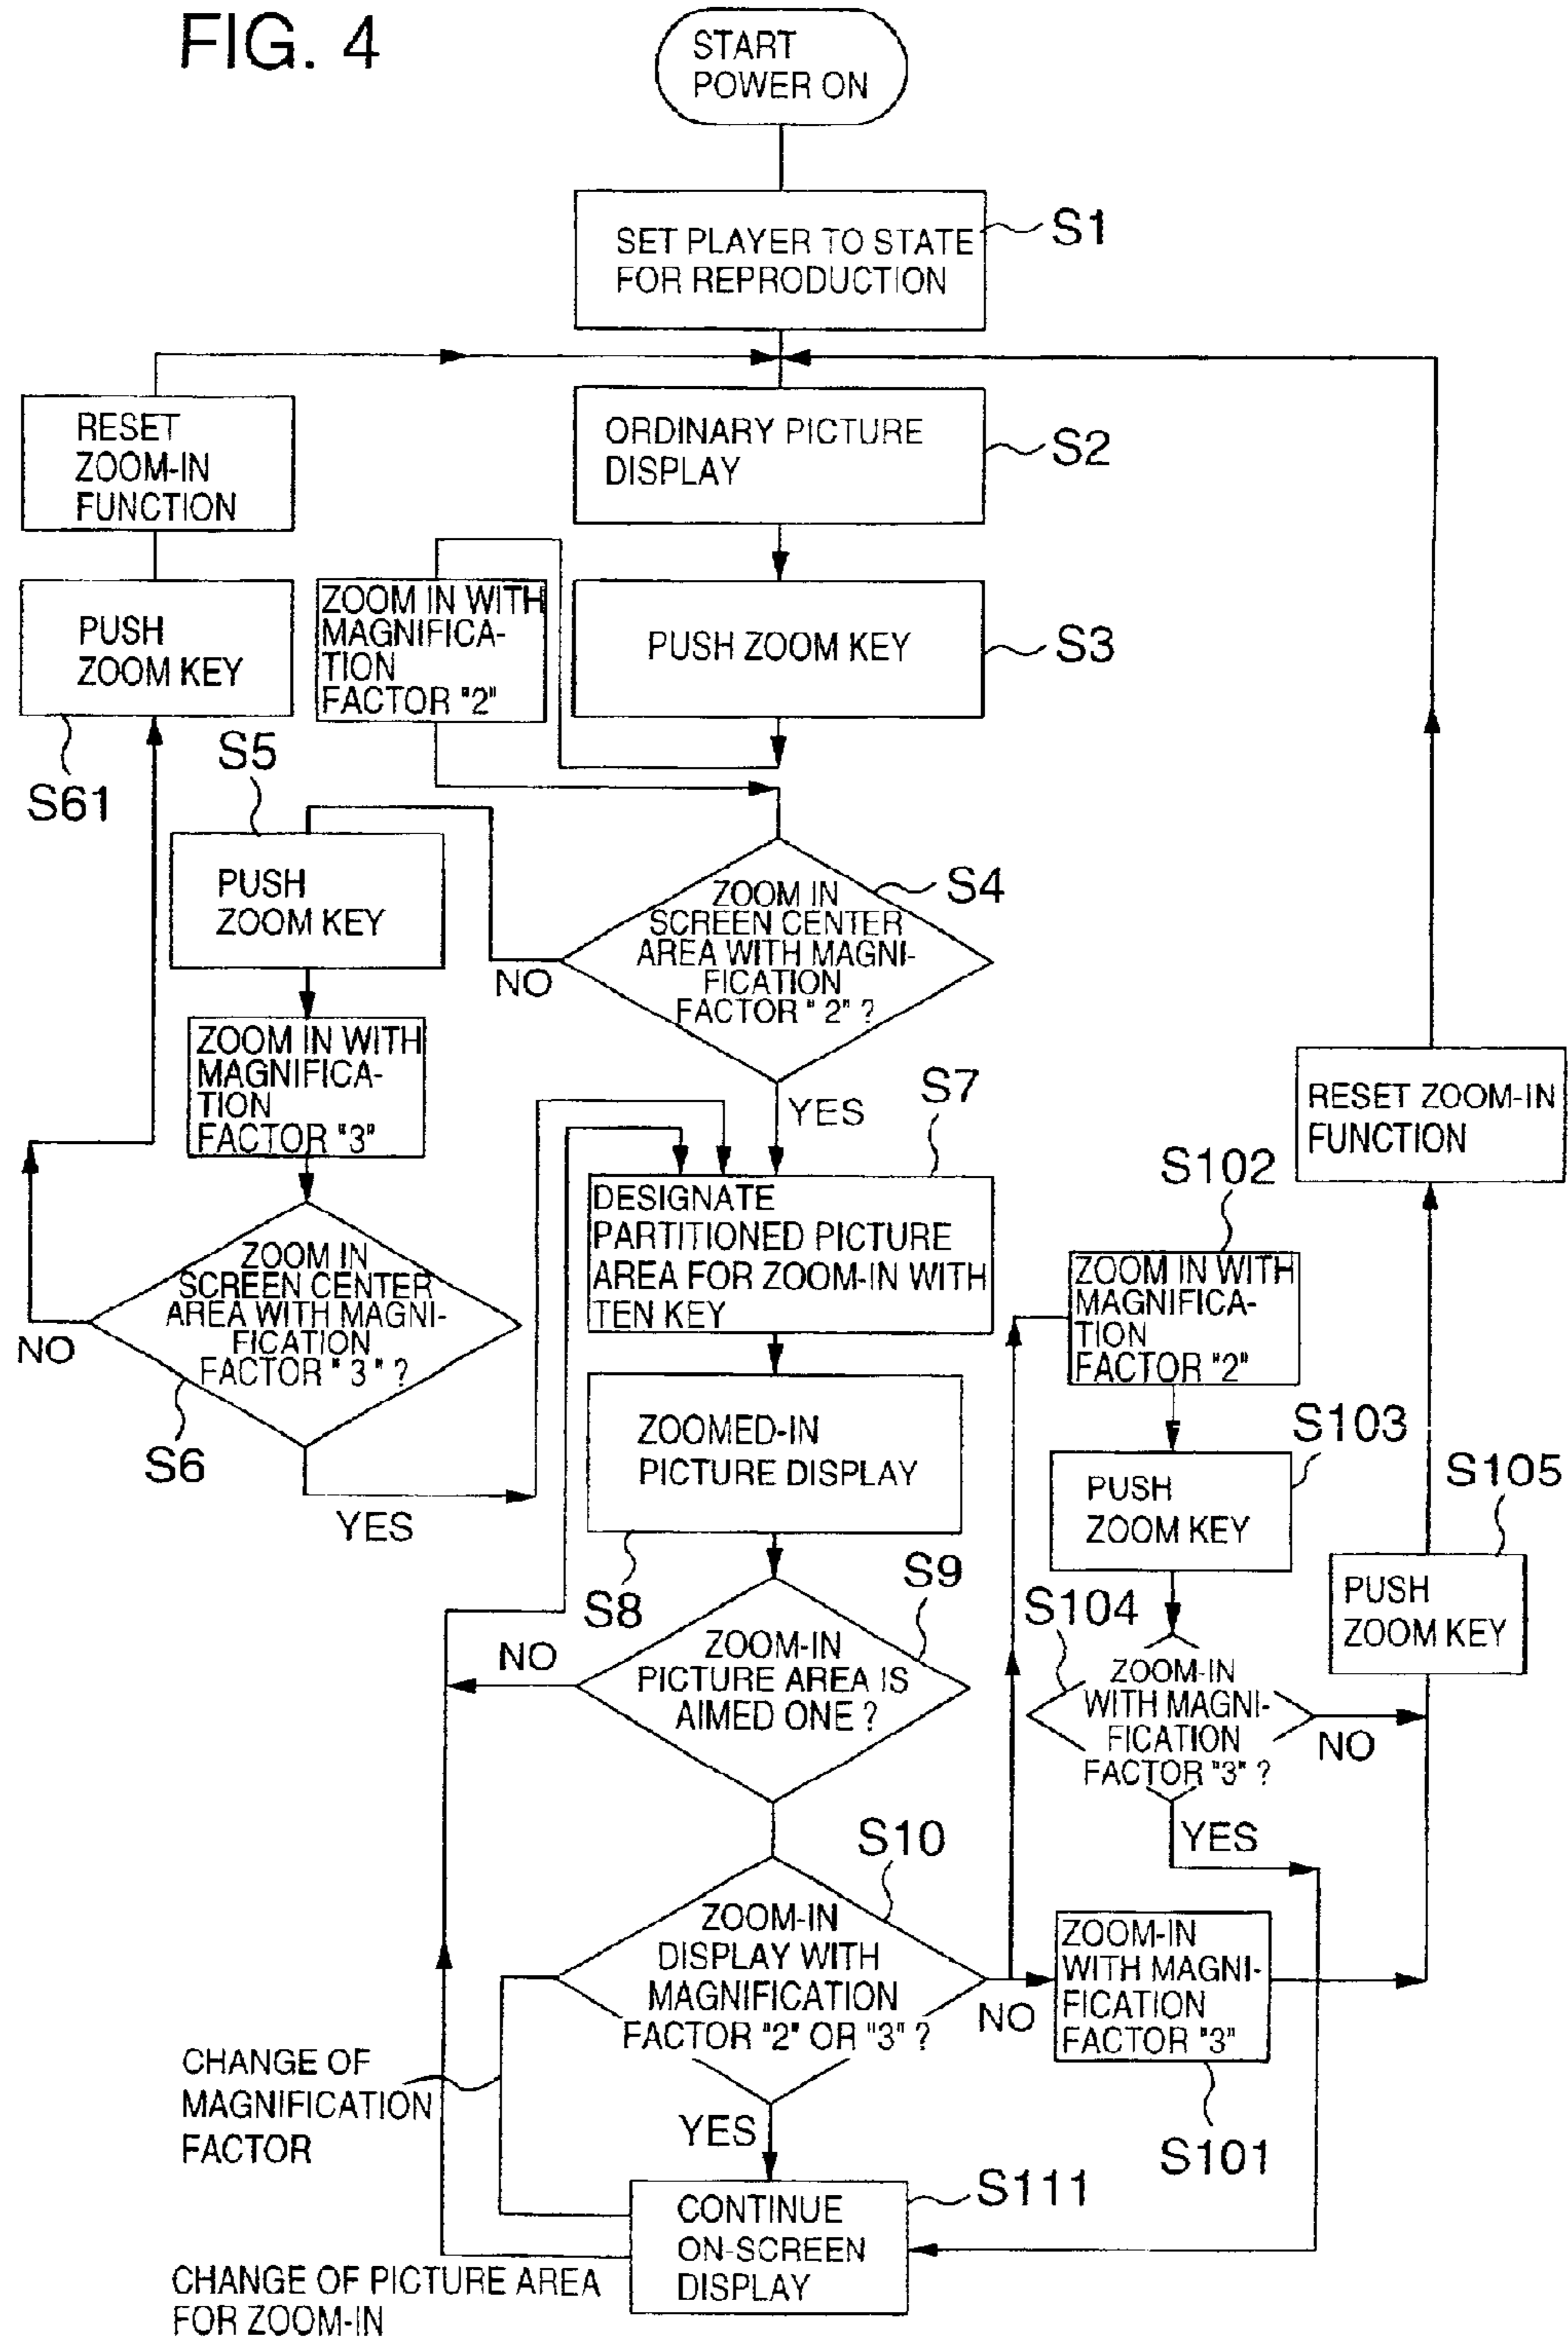 FIG. 4
START
POWER ON
SET PLAYER TO STATE
FOR REPRODUCTION
S1
RESET
ZOOM-IN
FUNCTION
ORDINARY PICTURE
DISPLAY
S2
PUSH
ZOOM KEY
S61
ZOOM IN WITH
MAGNIFICA-
TION
FACTOR "2"
PUSH ZOOM KEY
S3
S5
PUSH
ZOOM KEY
ZOOM IN
SCREEN CENTER
AREA WITH MAGNI-
FICATION
FACTOR " 2" ?
S4
NO
YES
ZOOM IN WITH
MAGNIFICA-
TION
FACTOR "3"
S7
DESIGNATE
PARTITIONED PICTURE
AREA FOR ZOOM-IN WITH
TEN KEY
RESET ZOOM-IN
FUNCTION
ZOOM IN
SCREEN CENTER
AREA WITH MAGNI-
FICATION
FACTOR " 3" ?
NO
S6
YES
S102
ZOOM IN WITH
MAGNIFICA-
TION
FACTOR "2"
ZOOMED-IN
PICTURE DISPLAY
S8
S103
PUSH
ZOOM KEY
S105
PUSH
ZOOM KEY
S9
ZOOM-IN
PICTURE AREA IS
AIMED ONE ?
NO
S104
ZOOM-IN
WITH MAGNI-
FICATION
FACTOR "3" ?
NO
YES
S10
ZOOM-IN
DISPLAY WITH
MAGNIFICATION
FACTOR "2" OR "3" ?
NO
ZOOM-IN
WITH MAGNI-
FICATION
FACTOR "3"
S101
CHANGE OF
MAGNIFICATION
FACTOR
YES
CONTINUE
ON-SCREEN
DISPLAY
S111
CHANGE OF PICTURE AREA
FOR ZOOM-IN